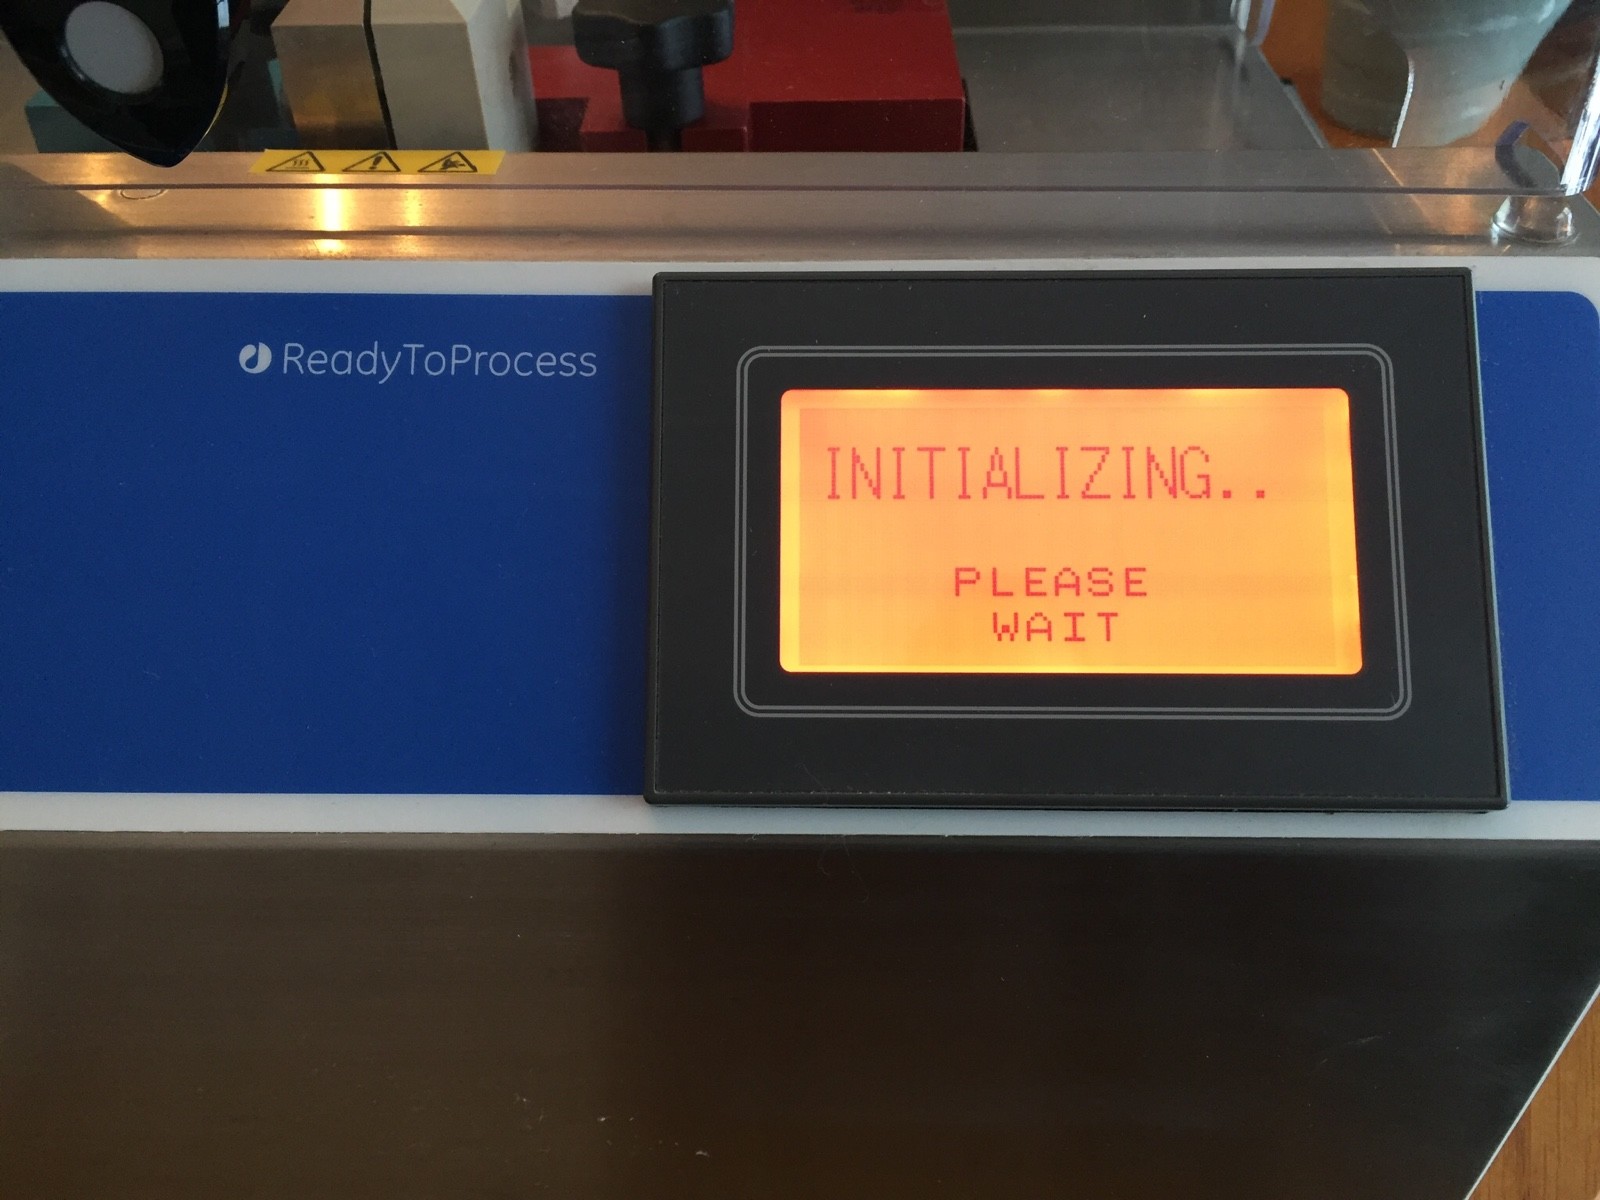 ReadyToProcess
INITIALIZING..
PLEASE
WAIT